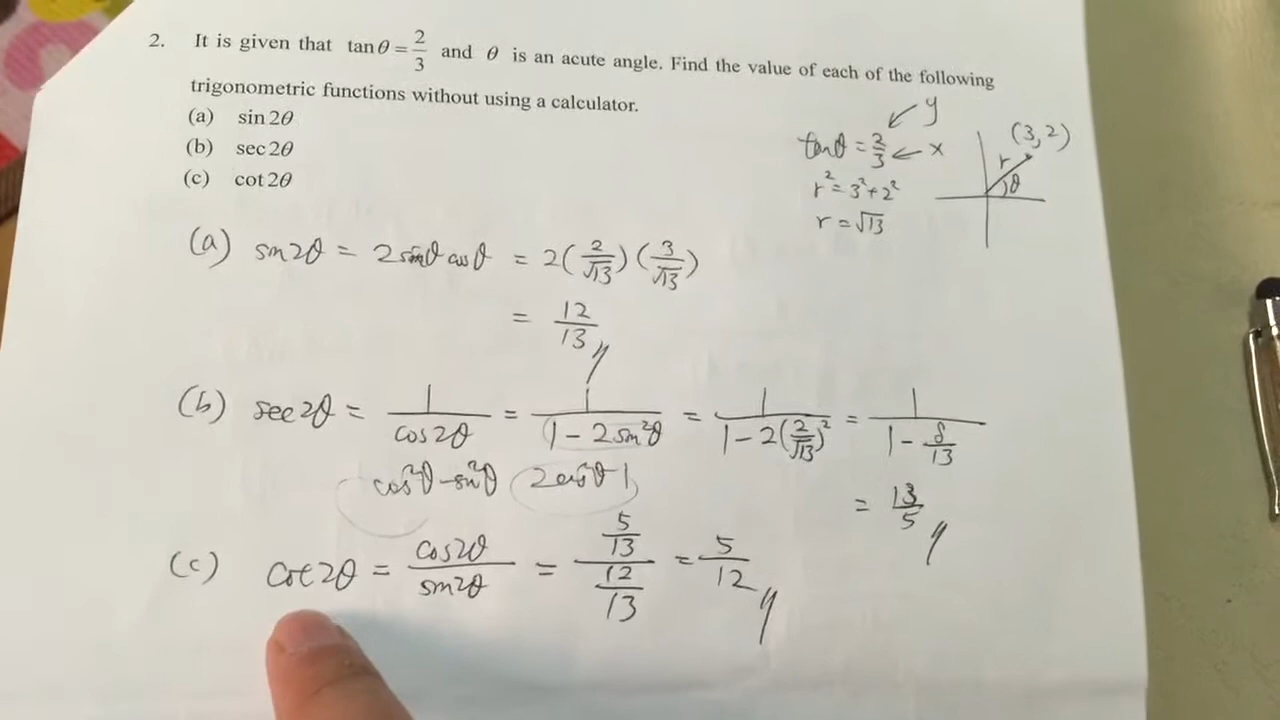 2. It is given that tanθ = 2/3 and θ is an acute angle. Find the value of each of the following
trigonometric functions without using a calculator.
(a) sin 2θ
(b) sec 2θ
(c) cot 2θ
y
tanθ = 2/3 ← x
r² = 3² + 2²
r = √13
(3, 2)
r
θ
(a) sin2θ = 2 sinθ cosθ = 2(2/√13)(3/√13)
= 12/13
(b) sec2θ = 1/cos2θ = 1/(1 - 2sin²θ) = 1/(1 - 2(2/√13)²) = 1/(1 - 8/13)
cos²θ - sin²θ 2cos²θ - 1
= 13/5
(c) cot2θ = cos2θ/sin2θ = (5/13)/(12/13) = 5/12